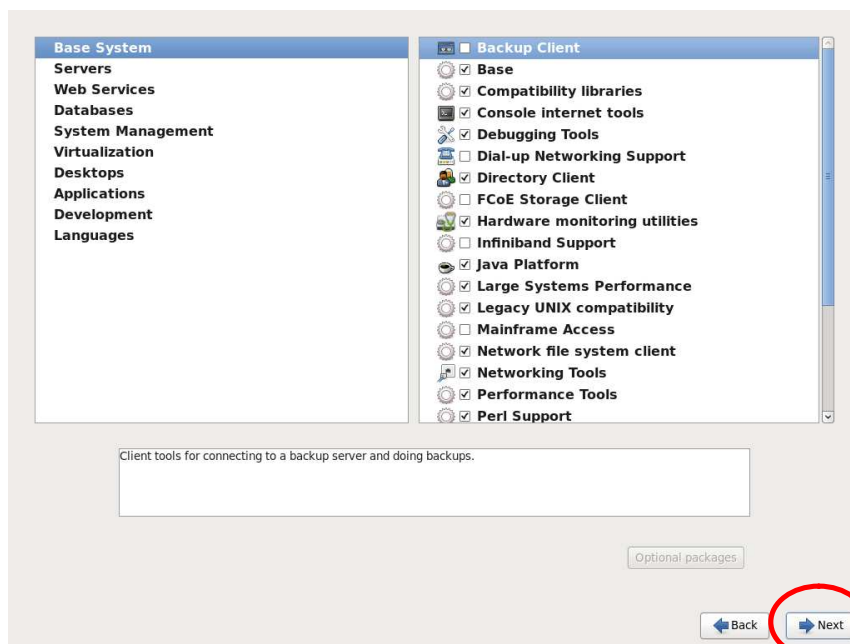 Base System
Servers
Web Services
Databases
System Management
Virtualization
Desktops
Applications
Development
Languages
Backup Client
Base
Compatibility libraries
Console internet tools
Debugging Tools
Dial-up Networking Support
Directory Client
FCoE Storage Client
Hardware monitoring utilities
Infiniband Support
Java Platform
Large Systems Performance
Legacy UNIX compatibility
Mainframe Access
Network file system client
Networking Tools
Performance Tools
Perl Support
Client tools for connecting to a backup server and doing backups.
Optional packages
Back
Next